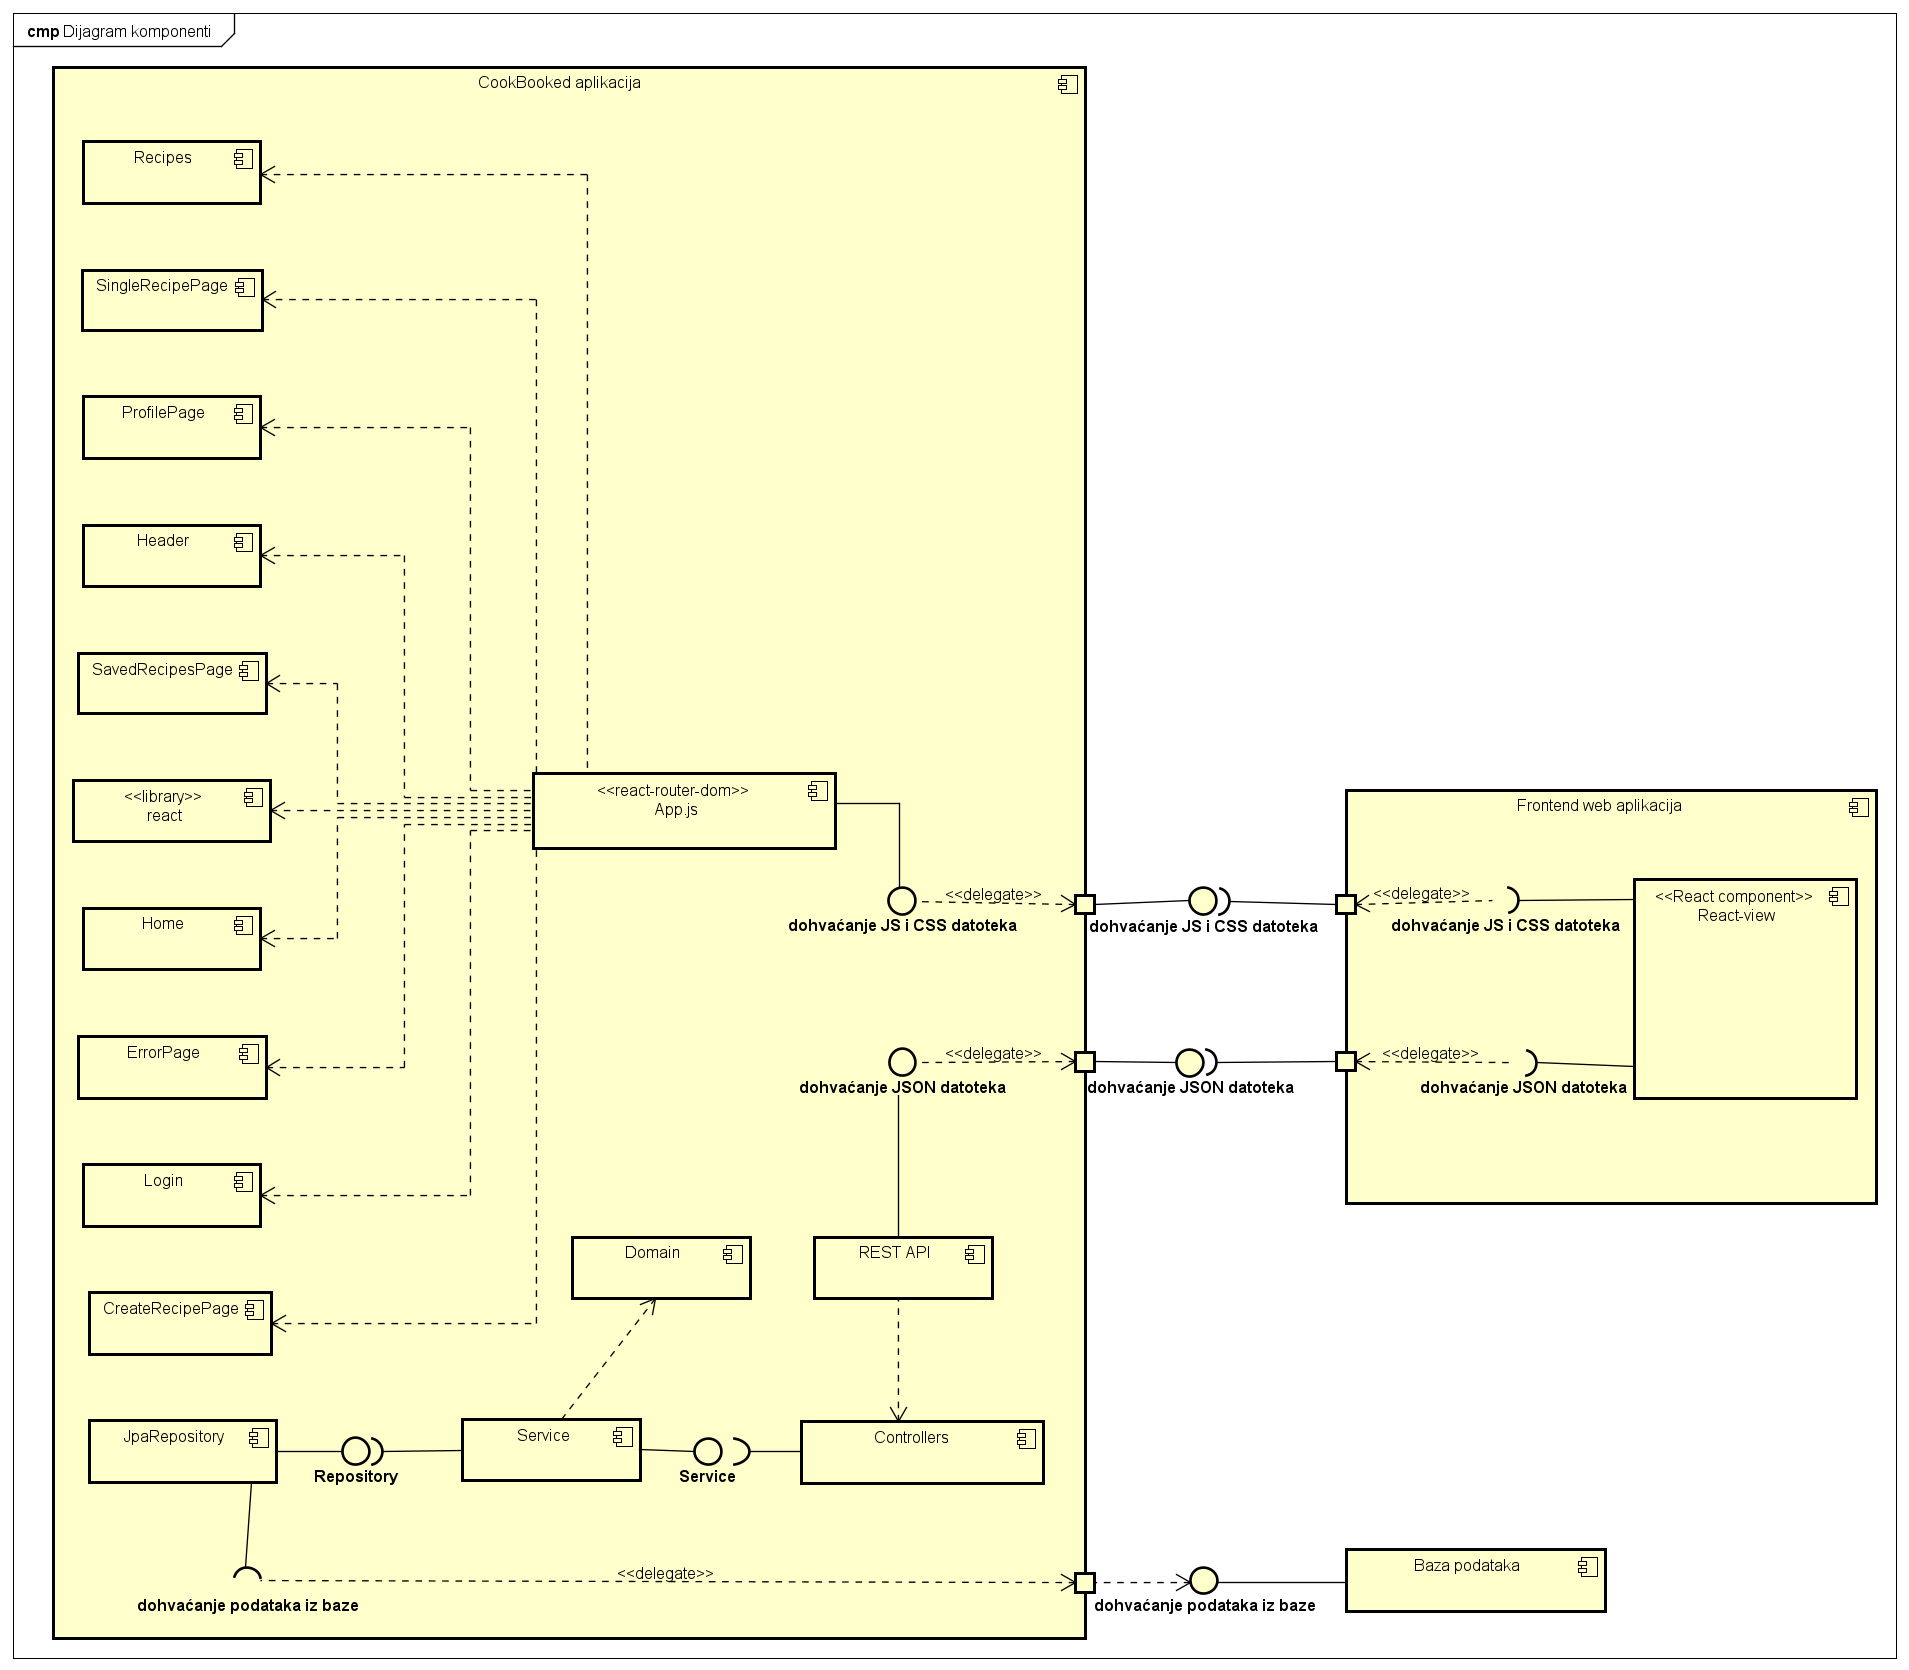 cmp Dijagram komponenti
CookBooked aplikacija
Recipes
SingleRecipePage
ProfilePage
Header
SavedRecipesPage
<<library>>
react
<<react-router-dom>>
App.js
Frontend web aplikacija
Home
<<delegate>>
dohvaćanje JS i CSS datoteka
dohvaćanje JS i CSS datoteka
<<delegate>>
dohvaćanje JS i CSS datoteka
<<React component>>
React-view
ErrorPage
<<delegate>>
dohvaćanje JSON datoteka
dohvaćanje JSON datoteka
<<delegate>>
dohvaćanje JSON datoteka
Login
Domain
REST API
CreateRecipePage
JpaRepository
Repository
Service
Service
Controllers
<<delegate>>
dohvaćanje podataka iz baze
dohvaćanje podataka iz baze
Baza podataka